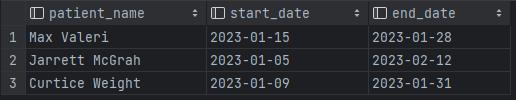 patient_name start_date end_date
1 Max Valeri 2023-01-15 2023-01-28
2 Jarrett McGrah 2023-01-05 2023-02-12
3 Curtice Weight 2023-01-09 2023-01-31